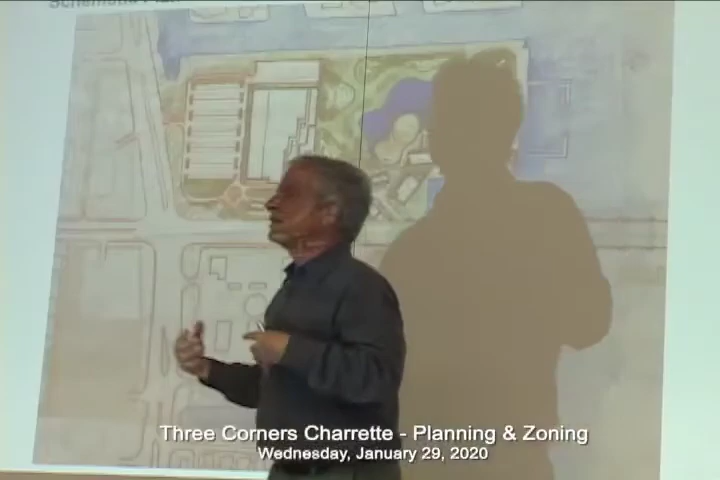 Three Corners Charrette - Planning & Zoning
Wednesday, January 29, 2020